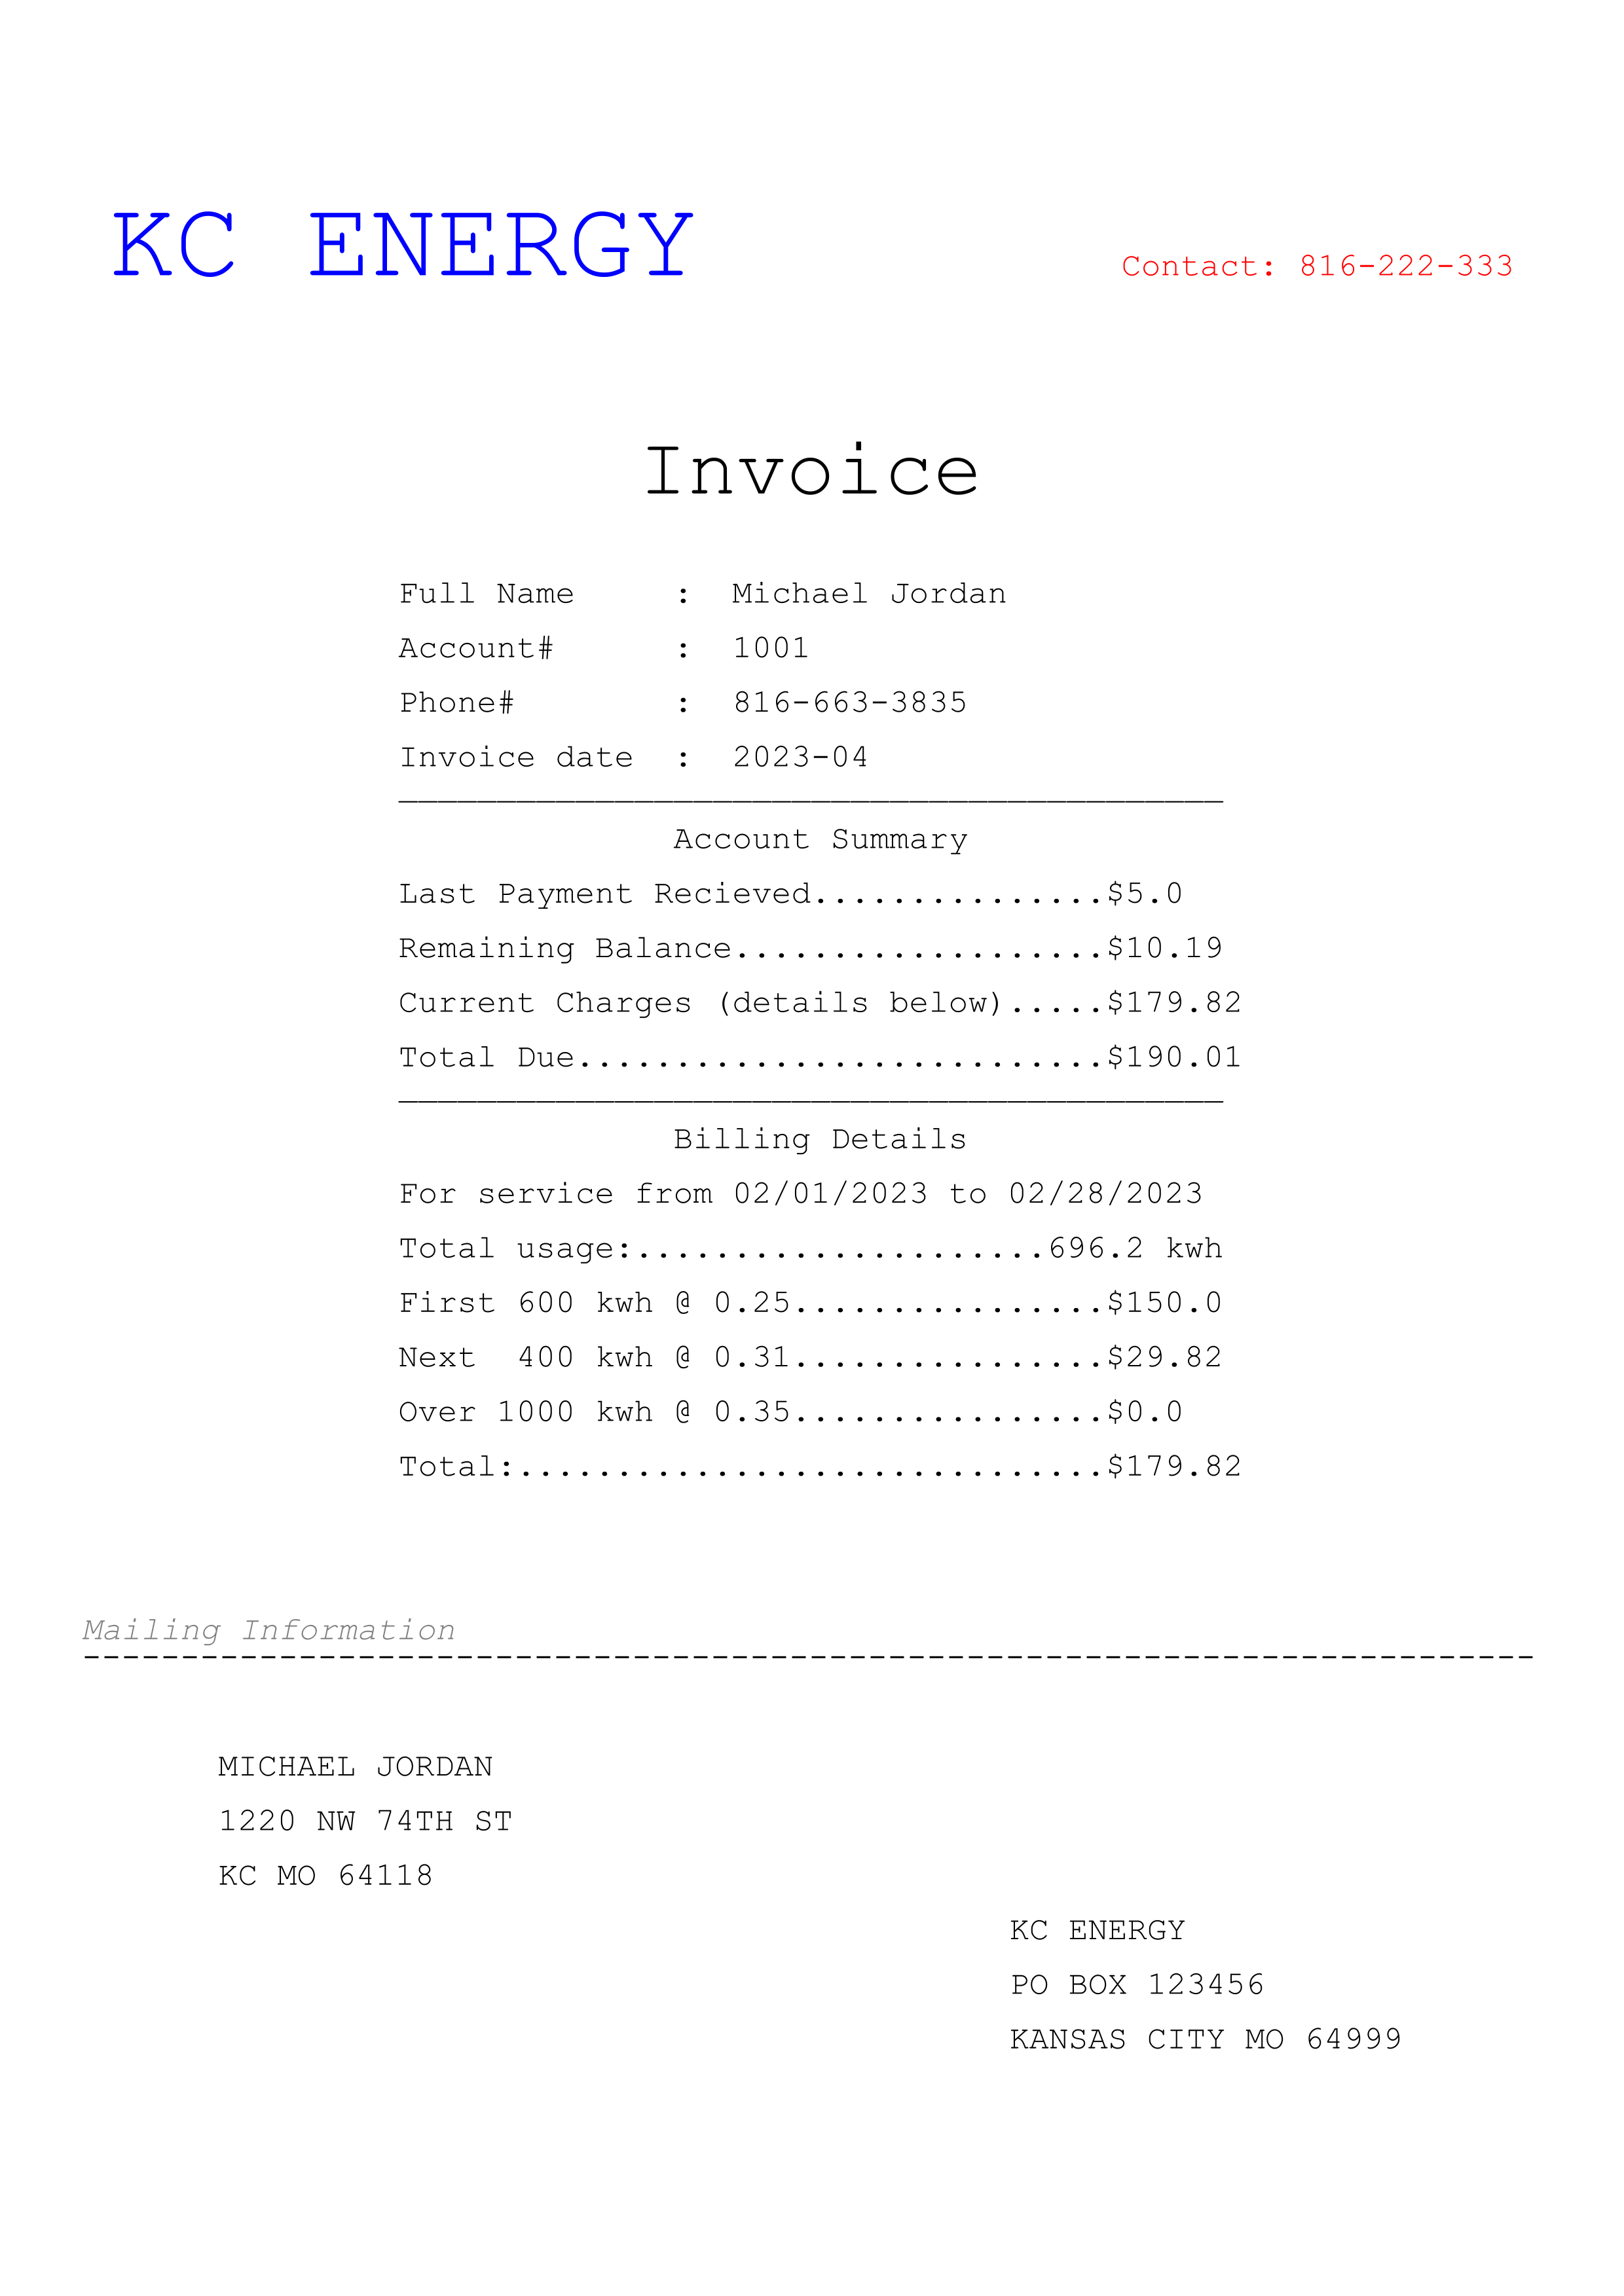 KC ENERGY
Contact: 816-222-333
Invoice
Full Name : Michael Jordan
Account# : 1001
Phone# : 816-663-3835
Invoice date : 2023-04
Account Summary
Last Payment Recieved...............$5.0
Remaining Balance...................$10.19
Current Charges (details below).....$179.82
Total Due...........................$190.01
Billing Details
For service from 02/01/2023 to 02/28/2023
Total usage:.....................696.2 kwh
First 600 kwh @ 0.25................$150.0
Next 400 kwh @ 0.31................$29.82
Over 1000 kwh @ 0.35................$0.0
Total:..............................$179.82
Mailing Information
MICHAEL JORDAN
1220 NW 74TH ST
KC MO 64118
KC ENERGY
PO BOX 123456
KANSAS CITY MO 64999